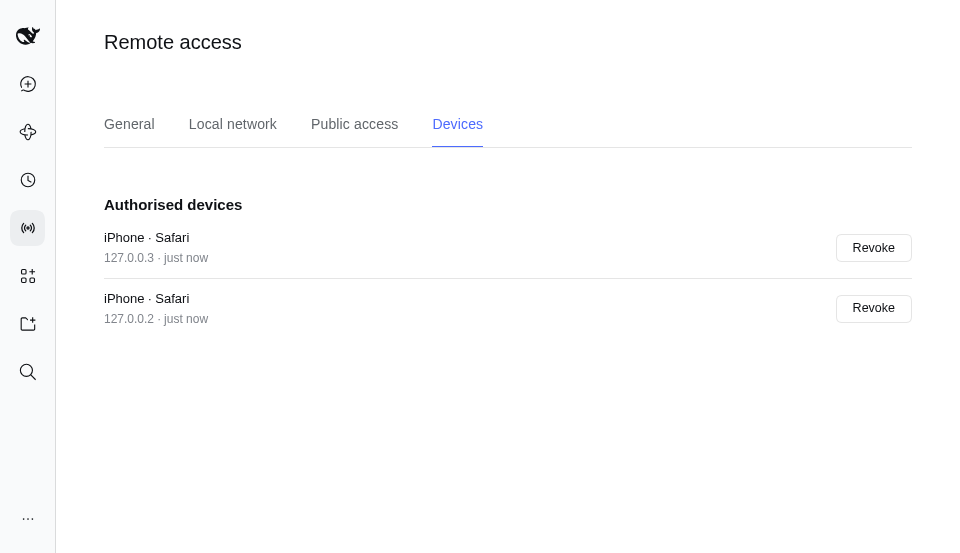 Remote access
General Local network Public access Devices
Authorised devices
iPhone · Safari
127.0.0.3 · just now
Revoke
iPhone · Safari
127.0.0.2 · just now
Revoke